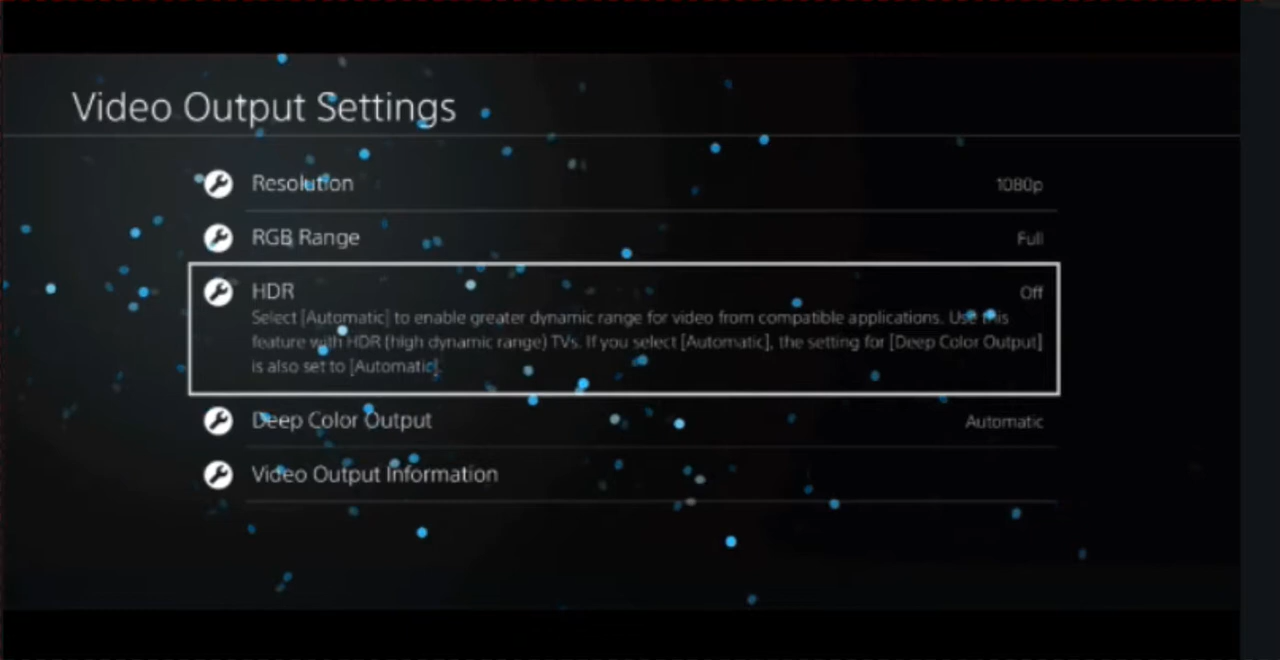 Video Output Settings
Resolution 1080p
RGB Range Full
HDR Off
Select [Automatic] to enable greater dynamic range for video from compatible applications. Use this
feature with HDR (high dynamic range) TVs. If you select [Automatic], the setting for [Deep Color Output]
is also set to [Automatic].
Deep Color Output Automatic
Video Output Information